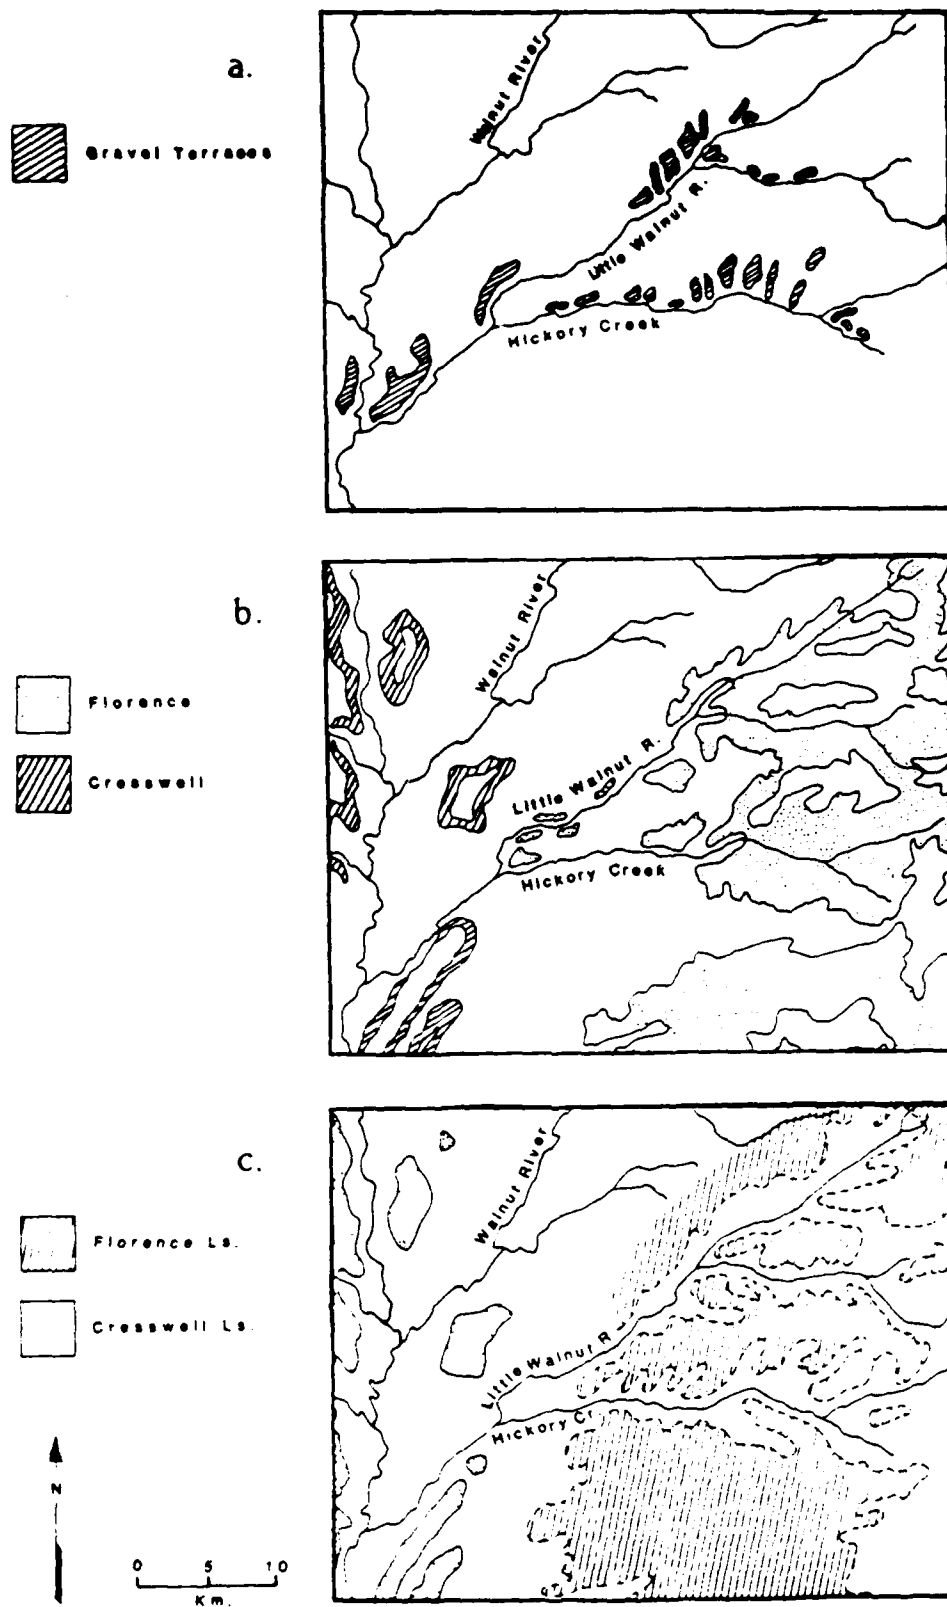 a.
Walnut River
Gravel Terraces
Little Walnut R.
Hickory Creek
b.
Walnut River
Florence
Cresswell
Little Walnut R.
Hickory Creek
c.
Walnut River
Florence Ls.
Cresswell Ls.
Little Walnut R
Hickory Cr.
N
0 5 10
Km.